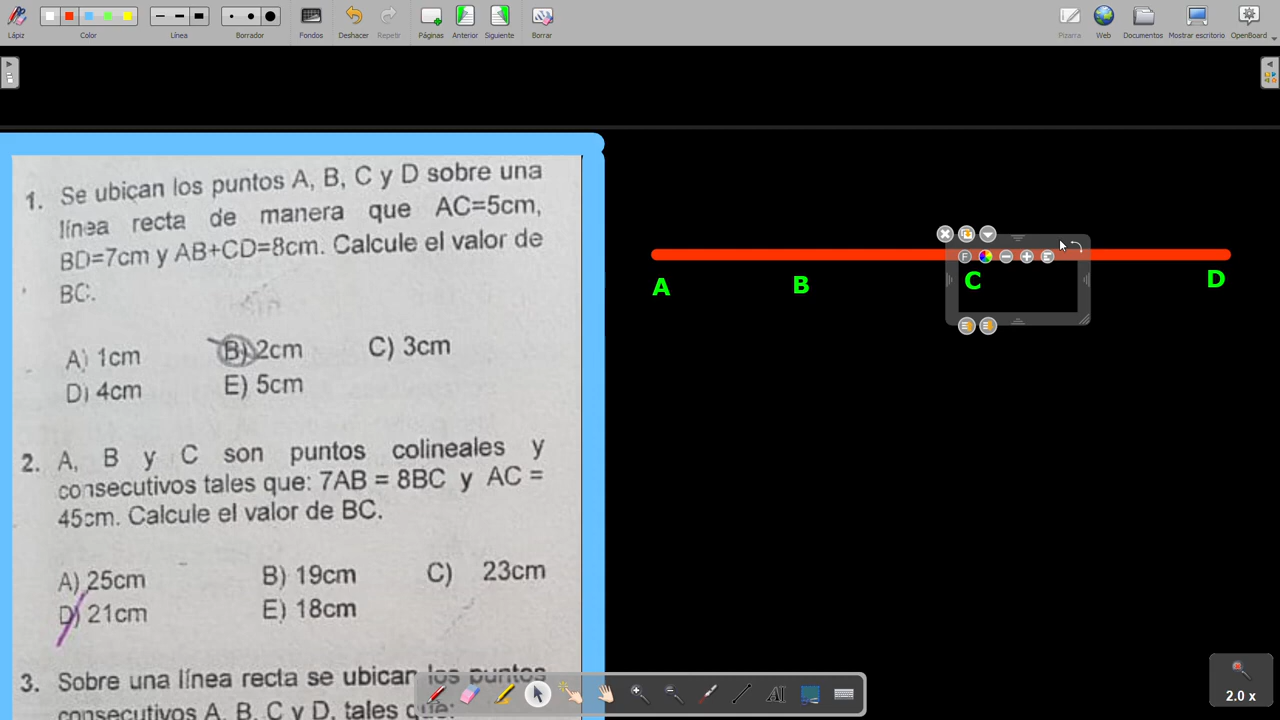 Lápiz
Color
Línea
Borrador
Fondos
Deshacer
Repetir
Páginas
Anterior
Siguiente
Borrar
Pizarra
Web
Documentos
Mostrar escritorio
OpenBoard
1. Se ubican los puntos A, B, C y D sobre una
línea recta de manera que AC=5cm,
BD=7cm y AB+CD=8cm. Calcule el valor de
BC.
A) 1cm B) 2cm C) 3cm
D) 4cm E) 5cm
2. A, B y C son puntos colineales y
consecutivos tales que: 7AB = 8BC y AC =
45cm. Calcule el valor de BC.
A) 25cm B) 19cm C) 23cm
D) 21cm E) 18cm
3. Sobre una línea recta se ubican los puntos
consecutivos A, B, C y D, tales que:
F
A B C D
2.0 x